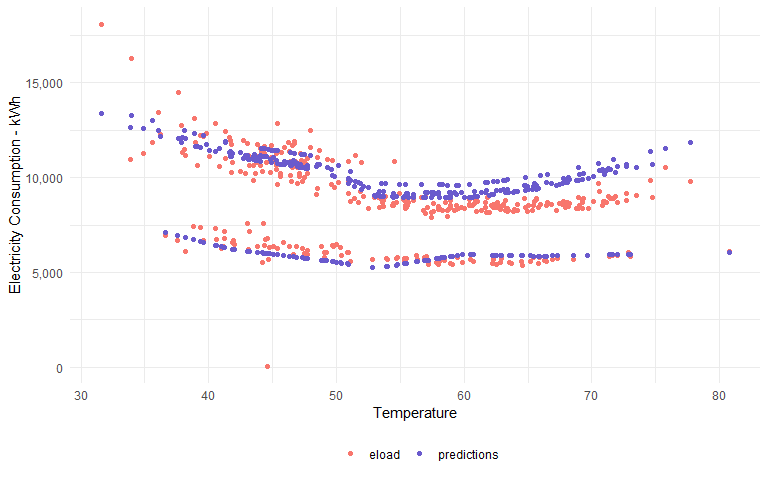 Electricity Consumption - kWh
15,000
10,000
5,000
0
30 40 50 60 70 80
Temperature
eload predictions